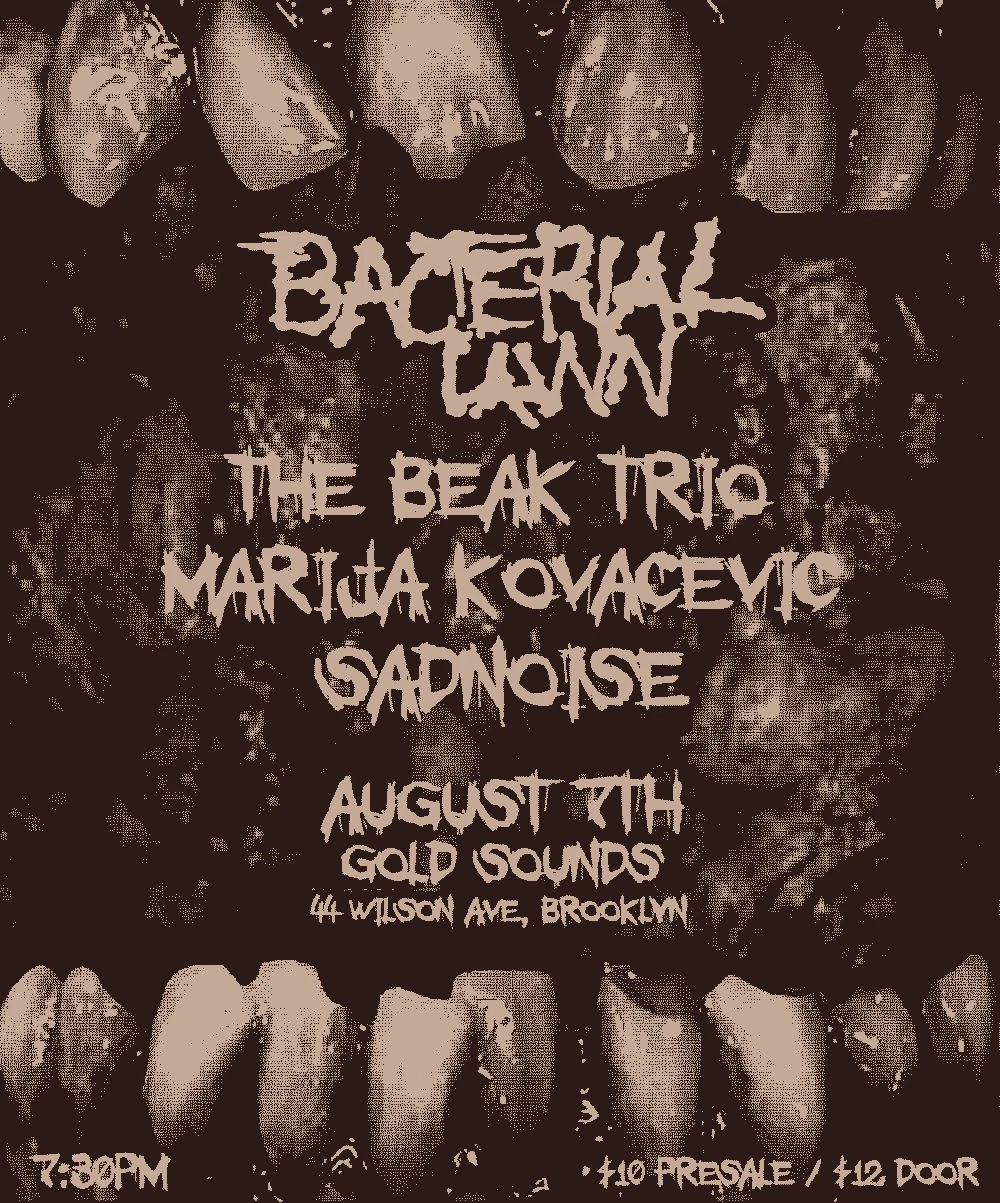 BACTERIAL
LAWN
THE BEAK TRIO
MARIJA KOVACEVIC
SADNOISE
AUGUST 7TH
GOLD SOUNDS
44 WILSON AVE, BROOKLYN
7:30PM
$10 PRESALE / $12 DOOR